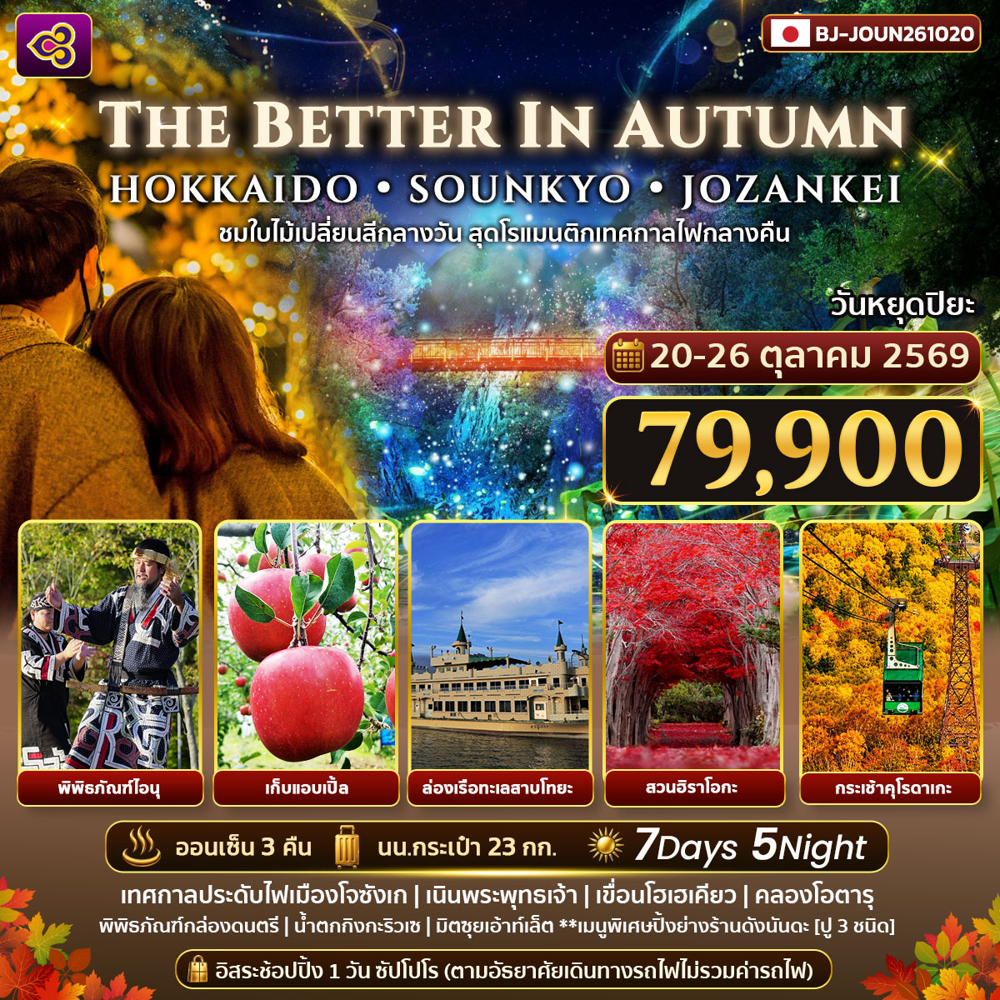 BJ-JOUN261020
THE BETTER IN AUTUMN
HOKKAIDO • SOUNKYO • JOZANKEI
ชมใบไม้เปลี่ยนสีกลางวัน สุดโรแมนติกเทศกาลไฟกลางคืน
วันหยุดปิยะ
20-26 ตุลาคม 2569
79,900
พิพิธภัณฑ์ไอนุ
เก็บแอบเปิ้ล
ล่องเรือทะเลสาบโทยะ
สวนฮิราโอกะ
กระเช้าคุโรดาเกะ
ออนเซ็น 3 คืน
นน.กระเป๋า 23 กก.
7Days 5Night
เทศกาลประดับไฟเมืองโจซังเก | เนินพระพุทธเจ้า | เขื่อนโฮเฮเคียว | คลองโอตารุ
พิพิธภัณฑ์กล่องดนตรี | น้ำตกกิงกะริวเซ | มิตซุยเอ้าท์เล็ต **เมนูพิเศษปิ้งย่างร้านดังนันดะ [ปู 3 ชนิด]
อิสระช้อปปิ้ง 1 วัน ซัปโปโร (ตามอัธยาศัยเดินทางรถไฟไม่รวมค่ารถไฟ)